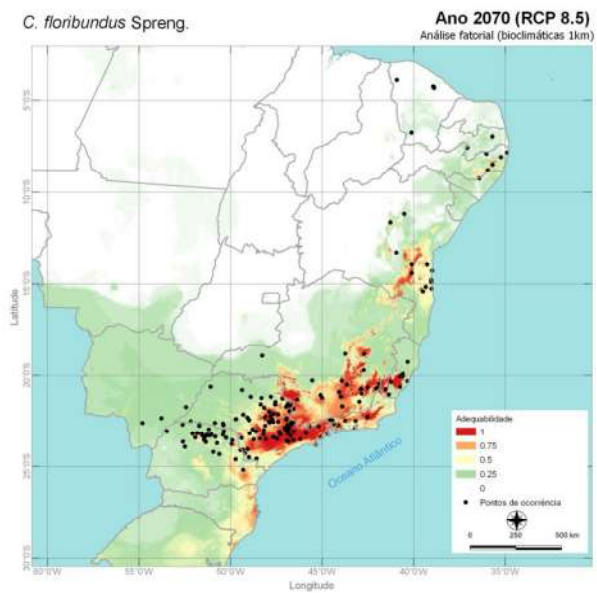 C. floribundus Spreng.
Ano 2070 (RCP 8.5)
Análise fatorial (bioclimáticas 1km)
5°0'S
10°0'S
15°0'S
20°0'S
25°0'S
30°0'S
Latitude
Oceano Atlântico
Adequabilidade
1
0.75
0.5
0.25
0
Pontos de ocorrência
0 250 500 km
60°0'W 55°0'W 50°0'W 45°0'W 40°0'W 35°0'W
Longitude